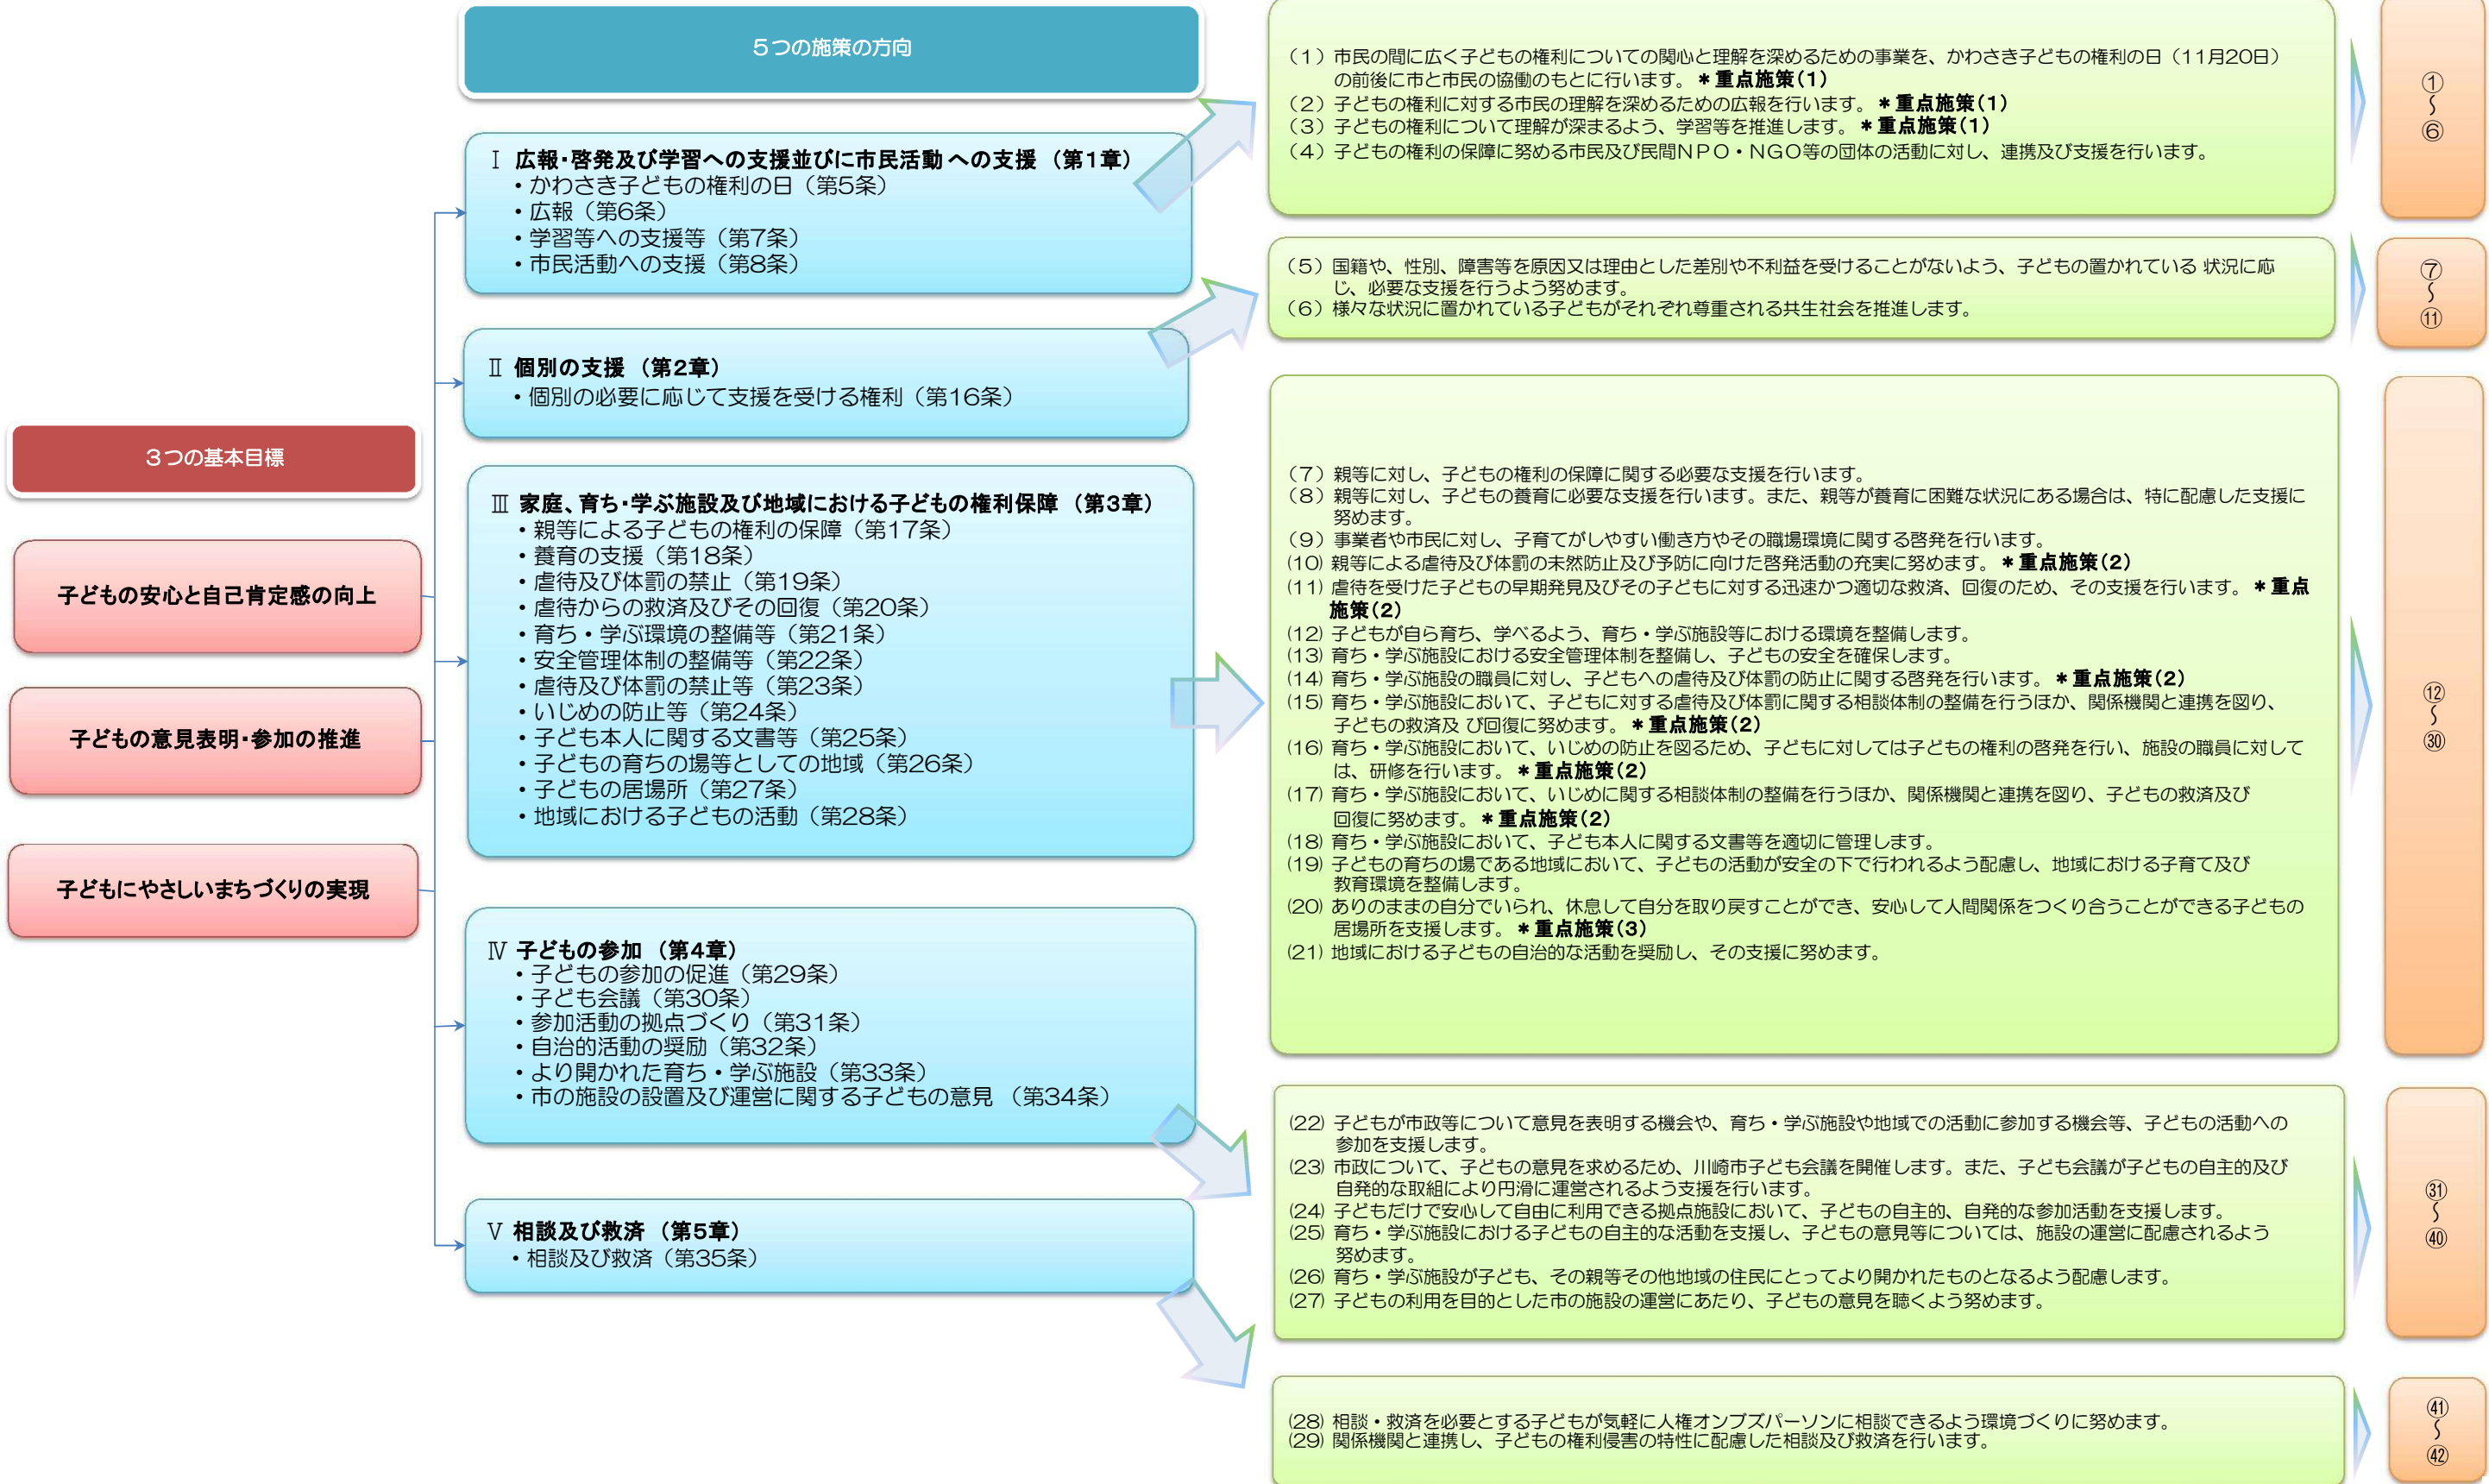 5つの施策の方向
Ⅰ 広報・啓発及び学習への支援並びに市民活動 への支援 (第1章)
・かわさき子どもの権利の日(第5条)
・広報(第6条)
・学習等への支援等(第7条)
・市民活動への支援(第8条)
Ⅱ 個別の支援 (第2章)
・個別の必要に応じて支援を受ける権利(第16条)
3つの基本目標
子どもの安心と自己肯定感の向上
子どもの意見表明・参加の推進
子どもにやさしいまちづくりの実現
Ⅲ 家庭、育ち・学ぶ施設及び地域における子どもの権利保障 (第3章)
・親等による子どもの権利の保障(第17条)
・養育の支援(第18条)
・虐待及び体罰の禁止(第19条)
・虐待からの救済及びその回復(第20条)
・育ち・学ぶ環境の整備等(第21条)
・安全管理体制の整備等(第22条)
・虐待及び体罰の禁止等(第23条)
・いじめの防止等(第24条)
・子ども本人に関する文書等(第25条)
・子どもの育ちの場等としての地域(第26条)
・子どもの居場所(第27条)
・地域における子どもの活動(第28条)
Ⅳ 子どもの参加 (第4章)
・子どもの参加の促進(第29条)
・子ども会議(第30条)
・参加活動の拠点づくり(第31条)
・自治的活動の奨励(第32条)
・より開かれた育ち・学ぶ施設(第33条)
・市の施設の設置及び運営に関する子どもの意見 (第34条)
Ⅴ 相談及び救済 (第5章)
・相談及び救済(第35条)
(1)市民の間に広く子どもの権利についての関心と理解を深めるための事業を、かわさき子どもの権利の日(11月20日)
の前後に市と市民の協働のもとに行います。*重点施策(1)
(2)子どもの権利に対する市民の理解を深めるための広報を行います。*重点施策(1)
(3)子どもの権利について理解が深まるよう、学習等を推進します。*重点施策(1)
(4)子どもの権利の保障に努める市民及び民間NPO・NGO等の団体の活動に対し、連携及び支援を行います。
①
〜
⑥
(5)国籍や、性別、障害等を原因又は理由とした差別や不利益を受けることがないよう、子どもの置かれている 状況に応
じ、必要な支援を行うよう努めます。
(6)様々な状況に置かれている子どもがそれぞれ尊重される共生社会を推進します。
⑦
〜
⑪
(7)親等に対し、子どもの権利の保障に関する必要な支援を行います。
(8)親等に対し、子どもの養育に必要な支援を行います。また、親等が養育に困難な状況にある場合は、特に配慮した支援に
努めます。
(9)事業者や市民に対し、子育てがしやすい働き方やその職場環境に関する啓発を行います。
(10) 親等による虐待及び体罰の未然防止及び予防に向けた啓発活動の充実に努めます。*重点施策(2)
(11) 虐待を受けた子どもの早期発見及びその子どもに対する迅速かつ適切な救済、回復のため、その支援を行います。*重点
施策(2)
(12) 子どもが自ら育ち、学べるよう、育ち・学ぶ施設等における環境を整備します。
(13) 育ち・学ぶ施設における安全管理体制を整備し、子どもの安全を確保します。
(14) 育ち・学ぶ施設の職員に対し、子どもへの虐待及び体罰の防止に関する啓発を行います。*重点施策(2)
(15) 育ち・学ぶ施設において、子どもに対する虐待及び体罰に関する相談体制の整備を行うほか、関係機関と連携を図り、
子どもの救済及 び回復に努めます。*重点施策(2)
(16) 育ち・学ぶ施設において、いじめの防止を図るため、子どもに対しては子どもの権利の啓発を行い、施設の職員に対して
は、研修を行います。*重点施策(2)
(17) 育ち・学ぶ施設において、いじめに関する相談体制の整備を行うほか、関係機関と連携を図り、子どもの救済及び
回復に努めます。*重点施策(2)
(18) 育ち・学ぶ施設において、子ども本人に関する文書等を適切に管理します。
(19) 子どもの育ちの場である地域において、子どもの活動が安全の下で行われるよう配慮し、地域における子育て及び
教育環境を整備します。
(20) ありのままの自分でいられ、休息して自分を取り戻すことができ、安心して人間関係をつくり合うことができる子どもの
居場所を支援します。*重点施策(3)
(21) 地域における子どもの自治的な活動を奨励し、その支援に努めます。
⑫
〜
㉚
(22) 子どもが市政等について意見を表明する機会や、育ち・学ぶ施設や地域での活動に参加する機会等、子どもの活動への
参加を支援します。
(23) 市政について、子どもの意見を求めるため、川崎市子ども会議を開催します。また、子ども会議が子どもの自主的及び
自発的な取組により円滑に運営されるよう支援を行います。
(24) 子どもだけで安心して自由に利用できる拠点施設において、子どもの自主的、自発的な参加活動を支援します。
(25) 育ち・学ぶ施設における子どもの自主的な活動を支援し、子どもの意見等については、施設の運営に配慮されるよう
努めます。
(26) 育ち・学ぶ施設が子ども、その親等その他地域の住民にとってより開かれたものとなるよう配慮します。
(27) 子どもの利用を目的とした市の施設の運営にあたり、子どもの意見を聴くよう努めます。
㉛
〜
㊵
(28) 相談・救済を必要とする子どもが気軽に人権オンブズパーソンに相談できるよう環境づくりに努めます。
(29) 関係機関と連携し、子どもの権利侵害の特性に配慮した相談及び救済を行います。
㊶
〜
㊷